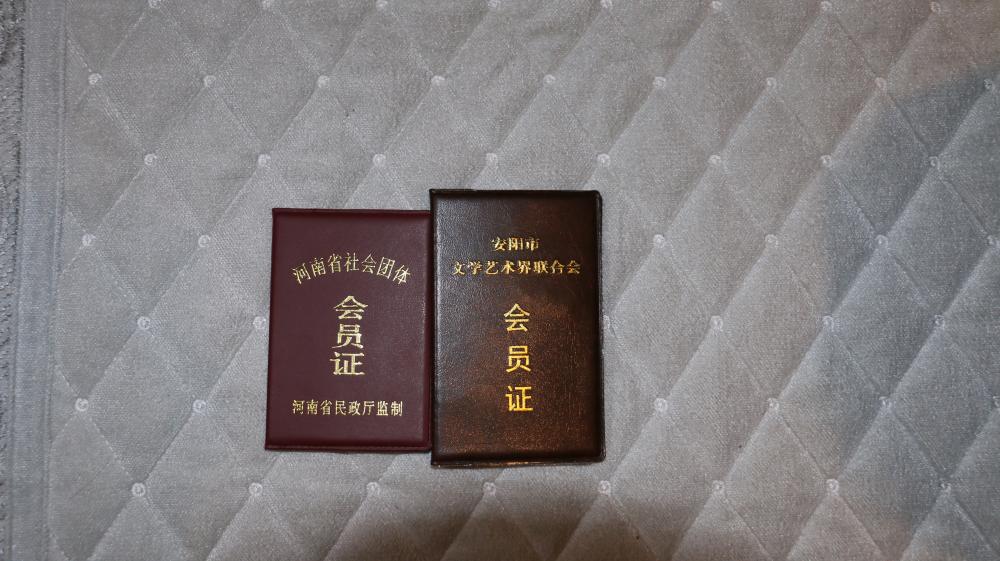 河南省社会团体
会员证
河南省民政厅监制
安阳市
文学艺术界联合会
会员证